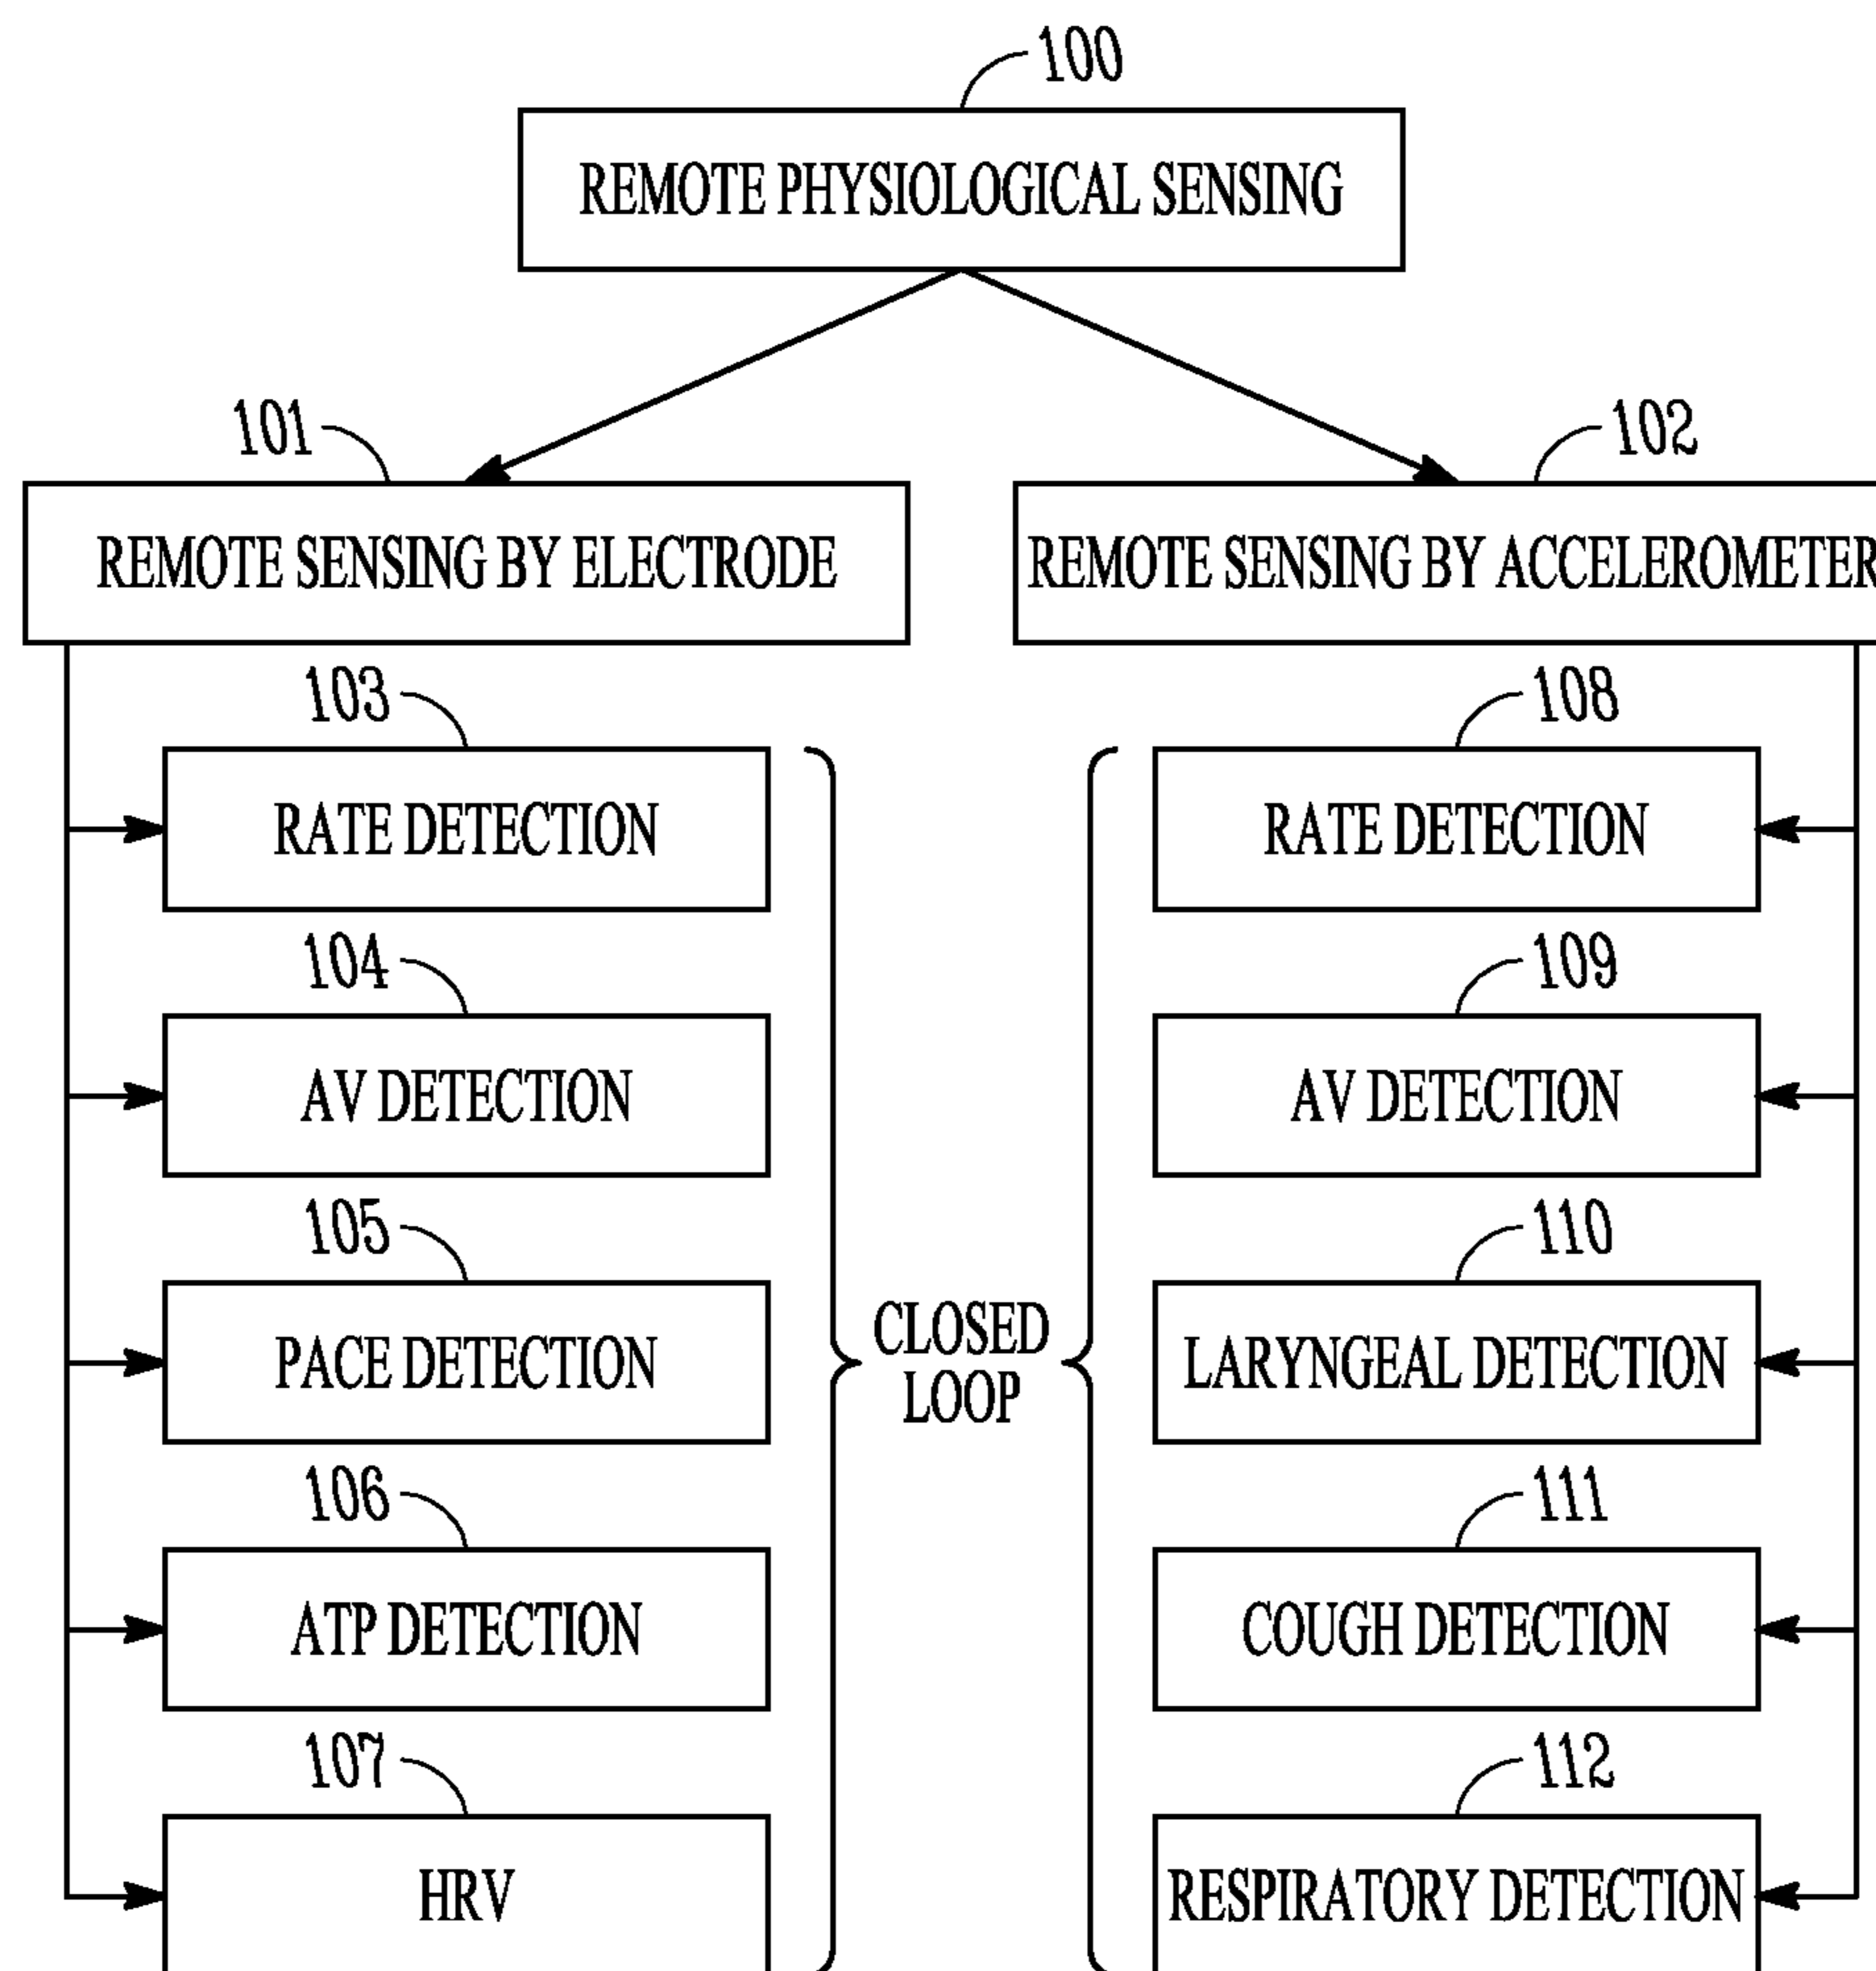 100
REMOTE PHYSIOLOGICAL SENSING
101
102
REMOTE SENSING BY ELECTRODE
REMOTE SENSING BY ACCELEROMETER
103
RATE DETECTION
104
AV DETECTION
105
PACE DETECTION
106
ATP DETECTION
107
HRV
CLOSED
LOOP
108
RATE DETECTION
109
AV DETECTION
110
LARYNGEAL DETECTION
111
COUGH DETECTION
112
RESPIRATORY DETECTION